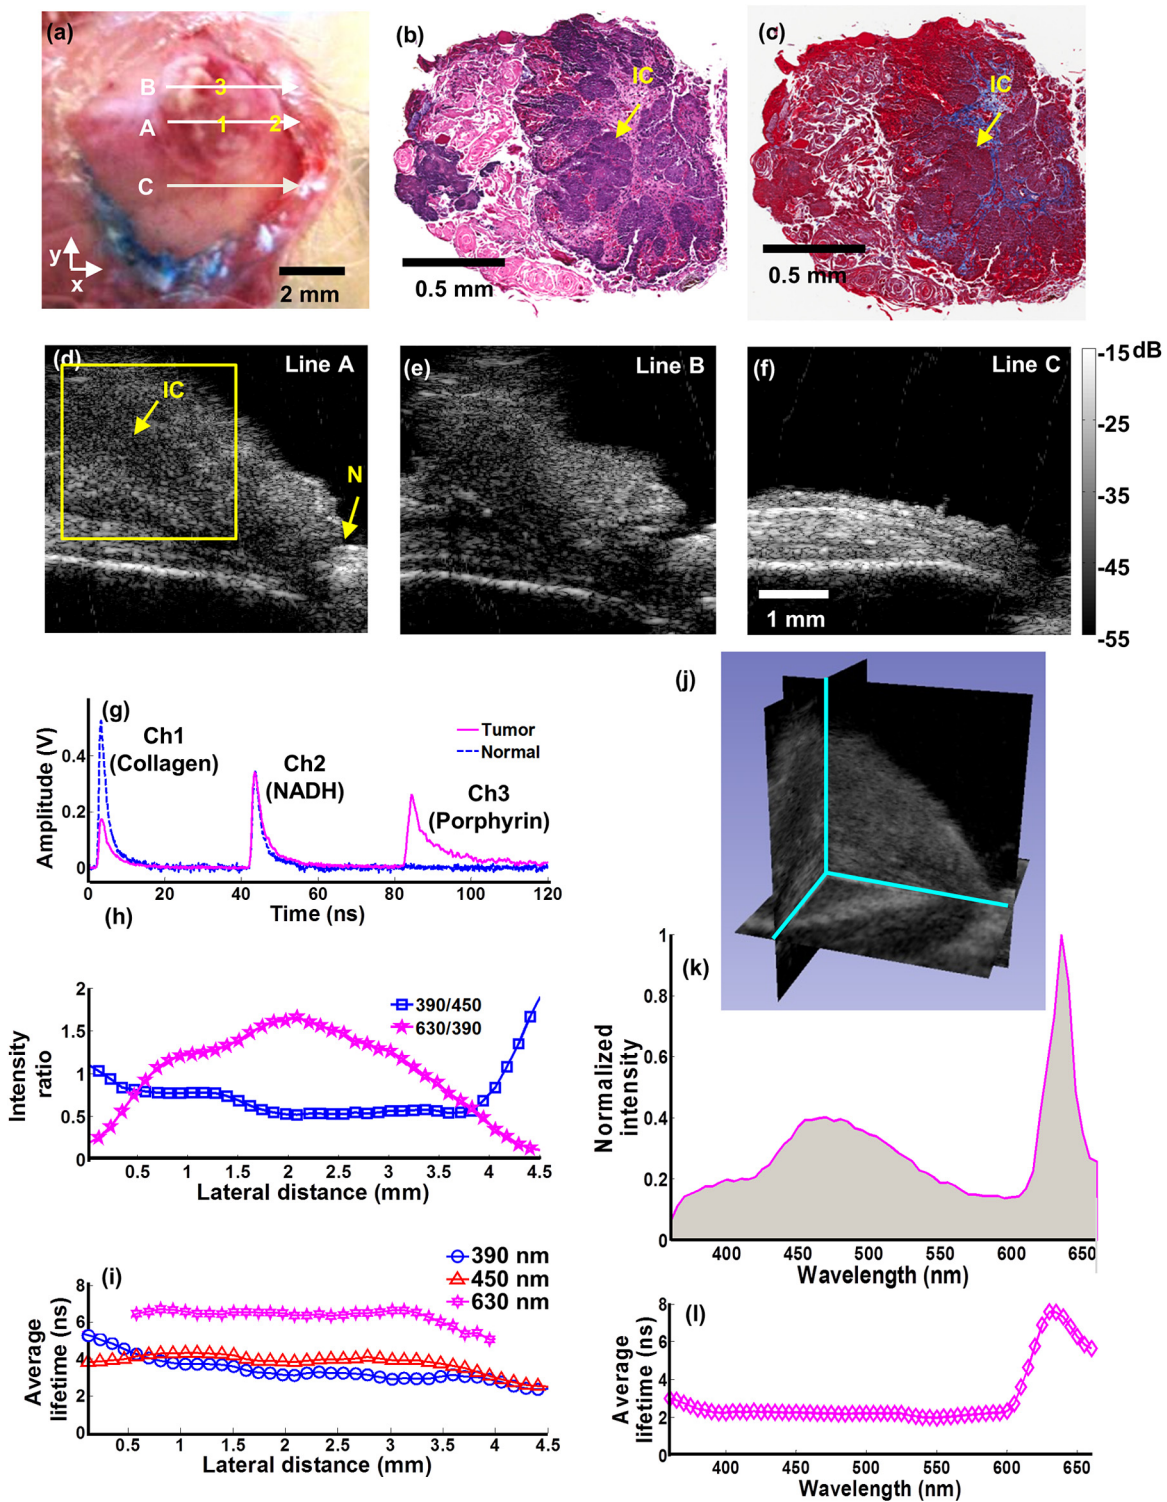 (a)
B
3
A
1
2
C
y
x
2 mm
(b)
IC
0.5 mm
(c)
IC
0.5 mm
(d)
Line A
IC
N
(e)
Line B
(f)
Line C
1 mm
-15 dB
-25
-35
-45
-55
(g)
Ch1
(Collagen)
Ch2
(NADH)
Ch3
(Porphyrin)
Tumor
Normal
Amplitude (V)
0.4
0.2
0
0 20 40 60 80 100 120
Time (ns)
(h)
390/450
630/390
Intensity
ratio
2
1.5
1
0.5
0
0.5 1 1.5 2 2.5 3 3.5 4 4.5
Lateral distance (mm)
(i)
390 nm
450 nm
630 nm
Average
lifetime (ns)
8
6
4
2
0
0.5 1 1.5 2 2.5 3 3.5 4 4.5
Lateral distance (mm)
(j)
(k)
Normalized
intensity
1
0.8
0.6
0.4
0.2
0
400 450 500 550 600 650
Wavelength (nm)
(l)
Average
lifetime (ns)
8
6
4
2
0
400 450 500 550 600 650
Wavelength (nm)